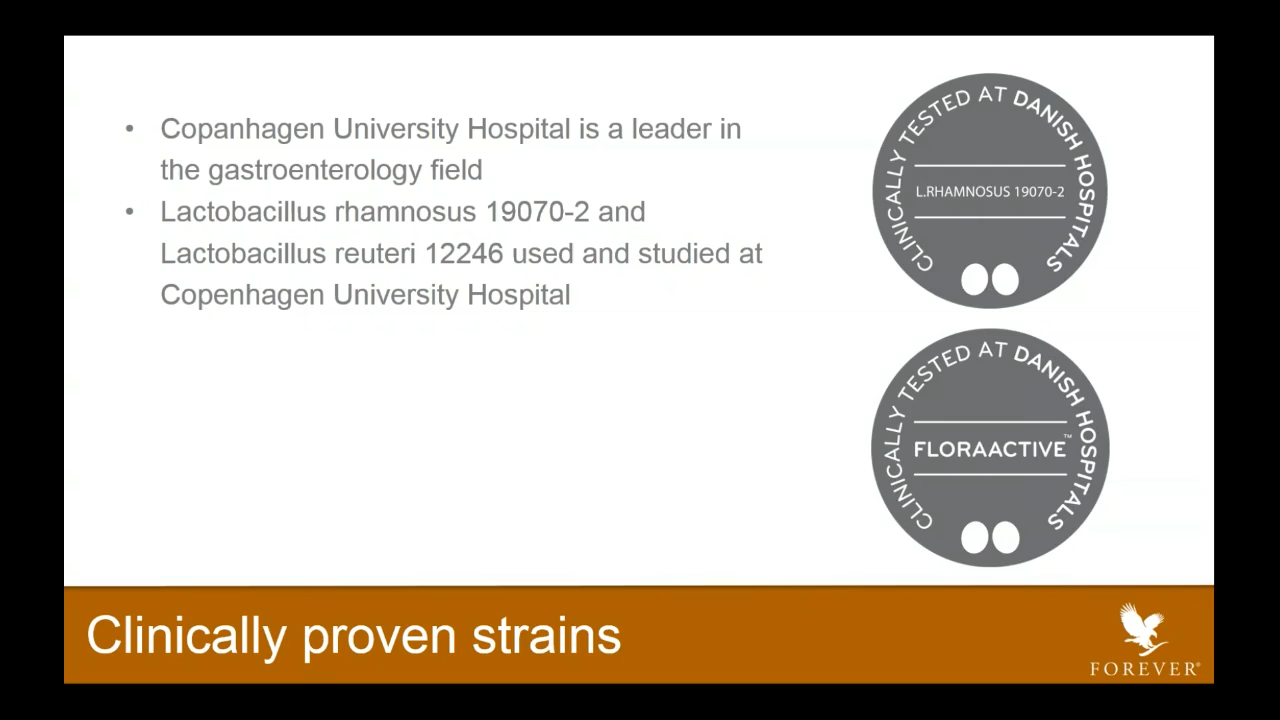 • Copanhagen University Hospital is a leader in
the gastroenterology field
• Lactobacillus rhamnosus 19070-2 and
Lactobacillus reuteri 12246 used and studied at
Copenhagen University Hospital
CLINICALLY TESTED AT DANISH HOSPITALS
L.RHAMNOSUS 19070-2
CLINICALLY TESTED AT DANISH HOSPITALS
FLORAACTIVE™
Clinically proven strains
FOREVER®